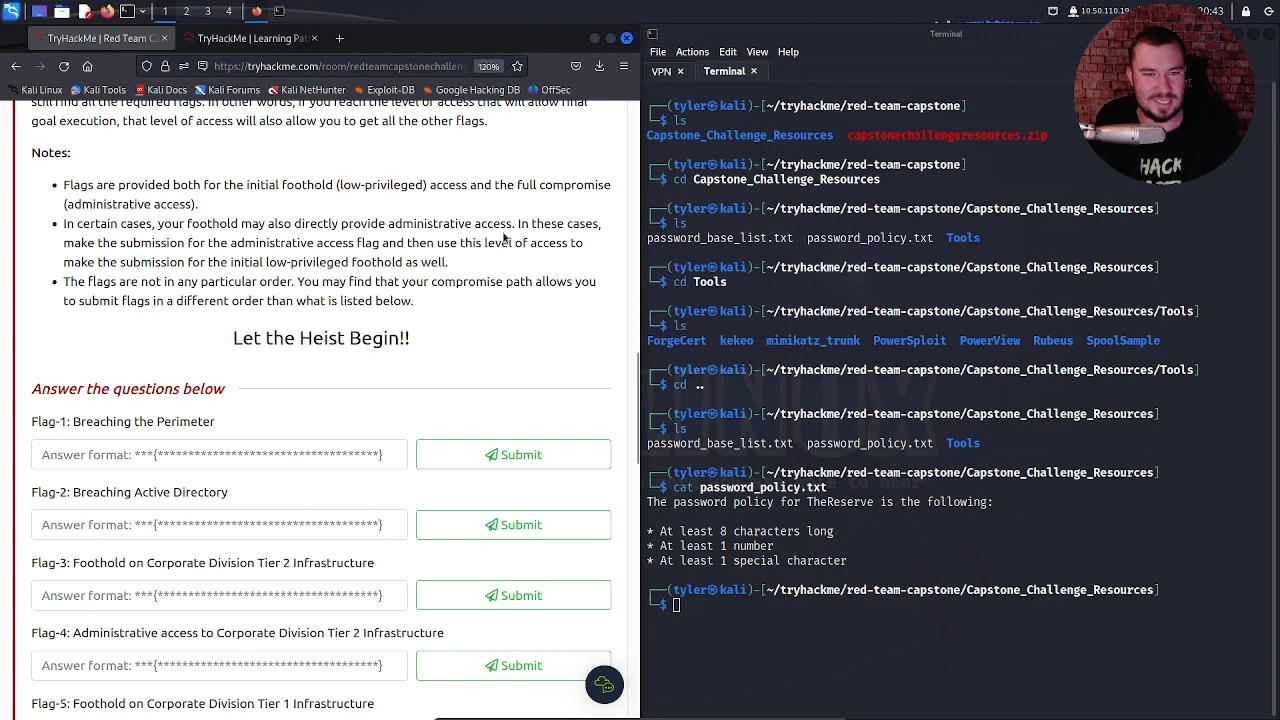 1 2 3 4
10.50.110.19
20:43
TryHackMe | Red Team Ca
TryHackMe | Learning Pat
https://tryhackme.com/room/redteamcapstonechalleng
120%
Kali Linux
Kali Tools
Kali Docs
Kali Forums
Kali NetHunter
Exploit-DB
Google Hacking DB
OffSec
still find all the required flags. In other words, if you reach the level of access that will allow final
goal execution, that level of access will also allow you to get all the other flags.
Notes:
Flags are provided both for the initial foothold (low-privileged) access and the full compromise
(administrative access).
In certain cases, your foothold may also directly provide administrative access. In these cases,
make the submission for the administrative access flag and then use this level of access to
make the submission for the initial low-privileged foothold as well.
The flags are not in any particular order. You may find that your compromise path allows you
to submit flags in a different order than what is listed below.
Let the Heist Begin!!
Answer the questions below
Flag-1: Breaching the Perimeter
Answer format: ***{************************************}
Submit
Flag-2: Breaching Active Directory
Answer format: ***{************************************}
Submit
Flag-3: Foothold on Corporate Division Tier 2 Infrastructure
Answer format: ***{************************************}
Submit
Flag-4: Administrative access to Corporate Division Tier 2 Infrastructure
Answer format: ***{************************************}
Submit
Flag-5: Foothold on Corporate Division Tier 1 Infrastructure
Terminal
File Actions Edit View Help
VPN
Terminal
┌──(tyler㉿kali)-[~/tryhackme/red-team-capstone]
└─$ ls
Capstone_Challenge_Resources capstonechallengeresources.zip
┌──(tyler㉿kali)-[~/tryhackme/red-team-capstone]
└─$ cd Capstone_Challenge_Resources
┌──(tyler㉿kali)-[~/tryhackme/red-team-capstone/Capstone_Challenge_Resources]
└─$ ls
password_base_list.txt password_policy.txt Tools
┌──(tyler㉿kali)-[~/tryhackme/red-team-capstone/Capstone_Challenge_Resources]
└─$ cd Tools
┌──(tyler㉿kali)-[~/tryhackme/red-team-capstone/Capstone_Challenge_Resources/Tools]
└─$ ls
ForgeCert kekeo mimikatz_trunk PowerSploit PowerView Rubeus SpoolSample
┌──(tyler㉿kali)-[~/tryhackme/red-team-capstone/Capstone_Challenge_Resources/Tools]
└─$ cd ..
┌──(tyler㉿kali)-[~/tryhackme/red-team-capstone/Capstone_Challenge_Resources]
└─$ ls
password_base_list.txt password_policy.txt Tools
┌──(tyler㉿kali)-[~/tryhackme/red-team-capstone/Capstone_Challenge_Resources]
└─$ cat password_policy.txt
The password policy for TheReserve is the following:
* At least 8 characters long
* At least 1 number
* At least 1 special character
┌──(tyler㉿kali)-[~/tryhackme/red-team-capstone/Capstone_Challenge_Resources]
└─$
HACK